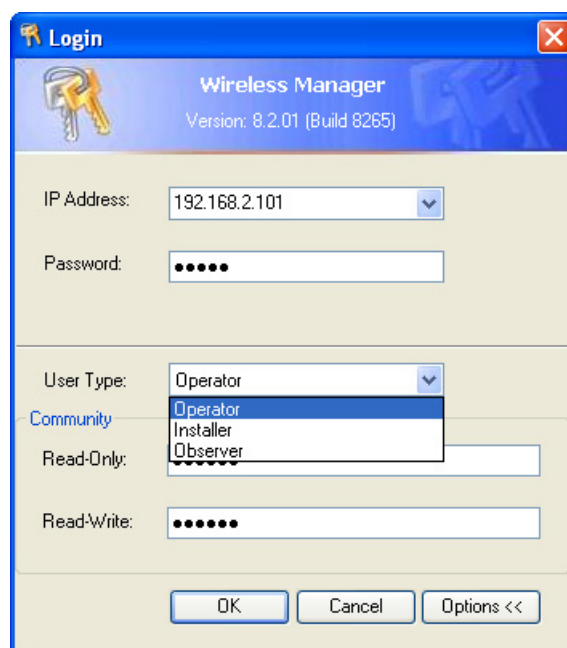 Login
Wireless Manager
Version: 8.2.01 (Build 8265)
IP Address: 192.168.2.101
Password: ●●●●●
User Type: Operator
Operator
Community
Installer
Observer
Read-Only:
Read-Write: ●●●●●●
OK Cancel Options <<